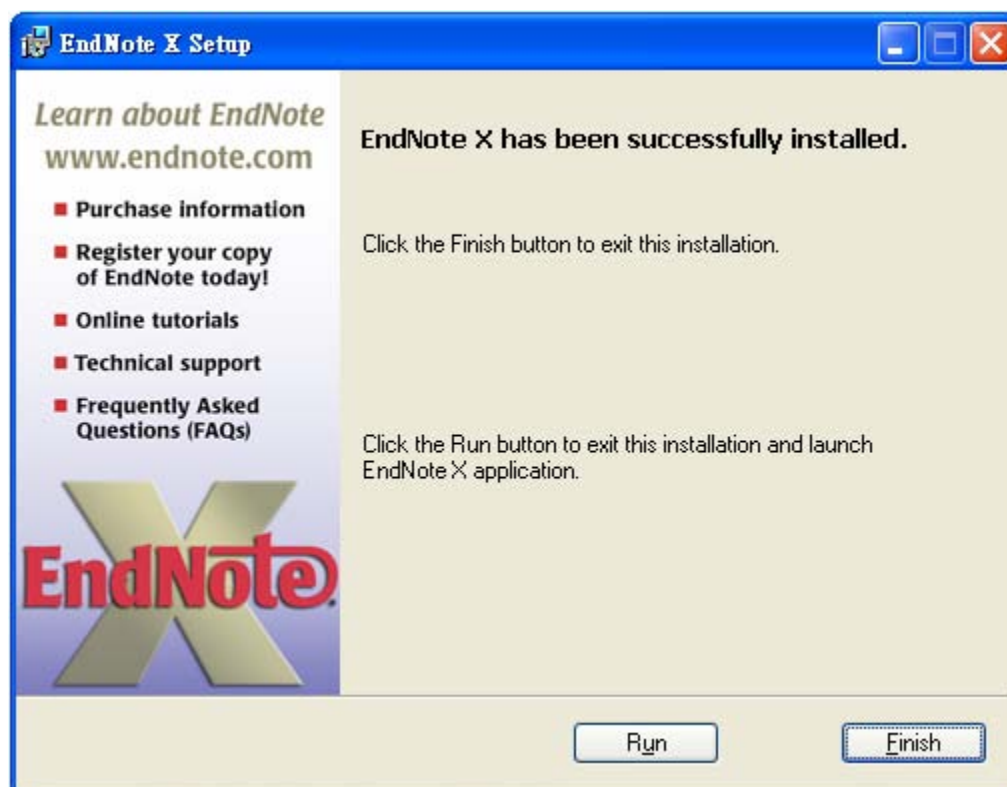 EndNote X Setup
Learn about EndNote
www.endnote.com
Purchase information
Register your copy
of EndNote today!
Online tutorials
Technical support
Frequently Asked
Questions (FAQs)
X
EndNote
EndNote X has been successfully installed.
Click the Finish button to exit this installation.
Click the Run button to exit this installation and launch
EndNote X application.
Run
Finish